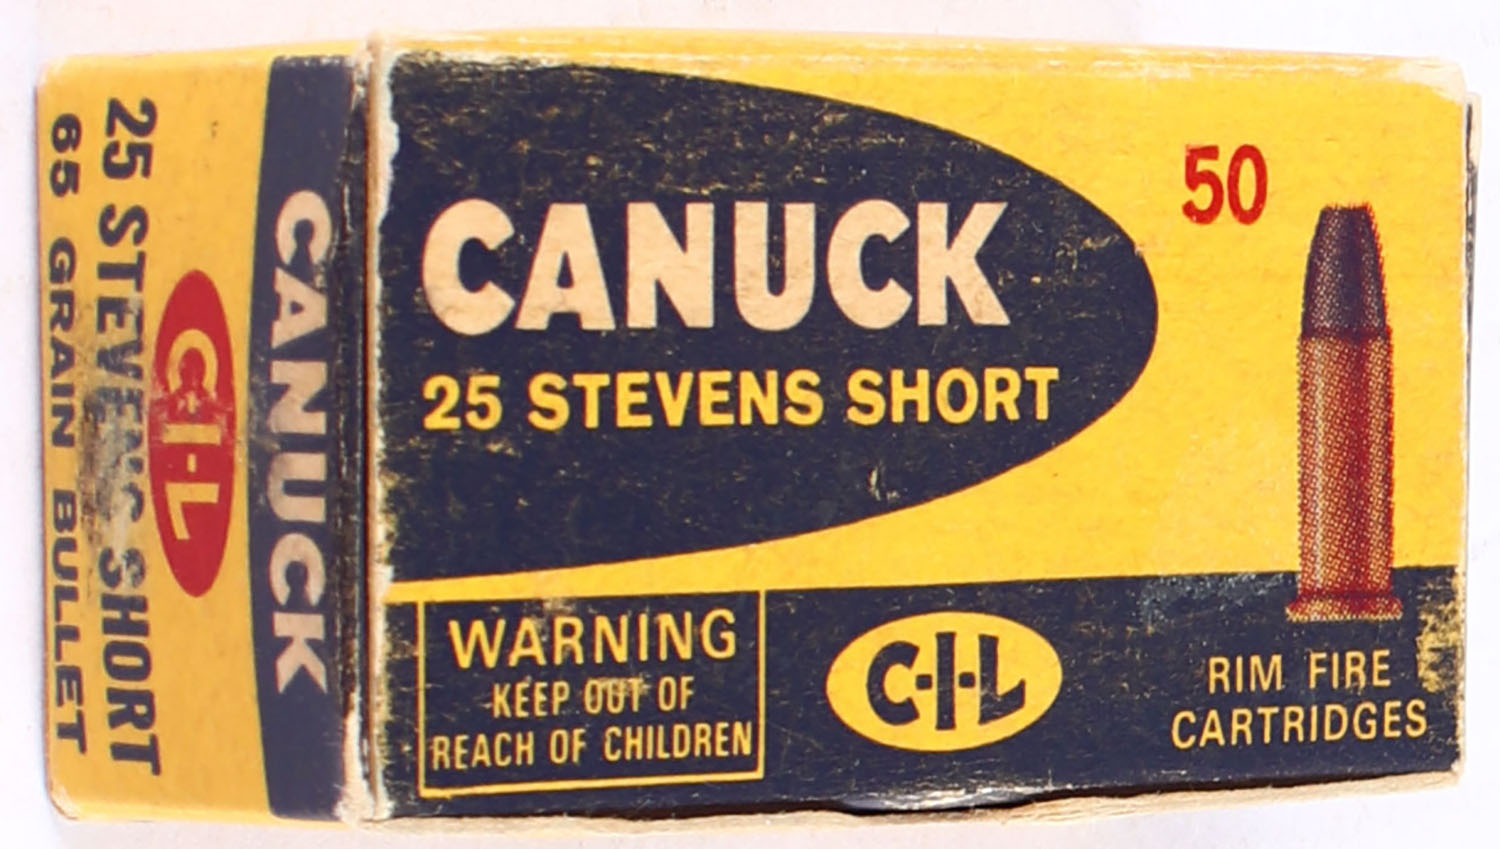 CANUCK
25 STEVENS SHORT
50
WARNING
KEEP OUT OF
REACH OF CHILDREN
C-I-L
RIM FIRE
CARTRIDGES
CANUCK
C-I-L
25 STEVENS SHORT
65 GRAIN BULLET